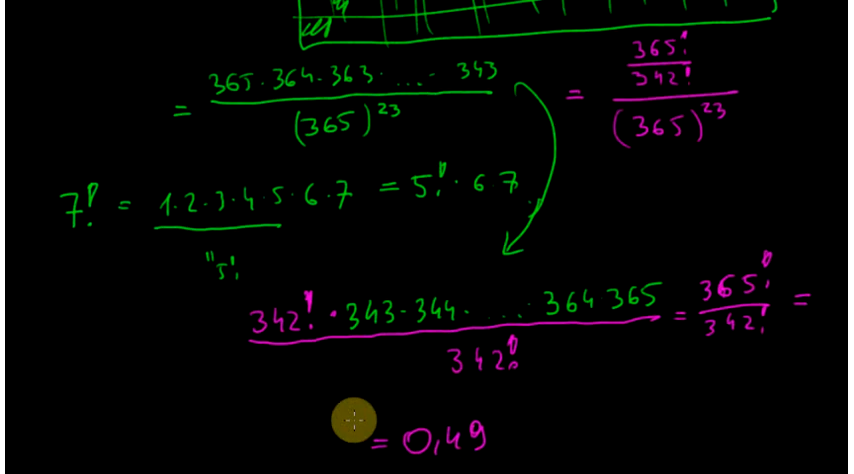 = 365·364·363·....· 343 / (365)^23 = 365! / 342! / (365)^23
7! = 1·2·3·4·5·6·7 = 5!·6 7
"5!
342!·343·344· ....· 364 365 / 342! = 365! / 342! =
= 0,49